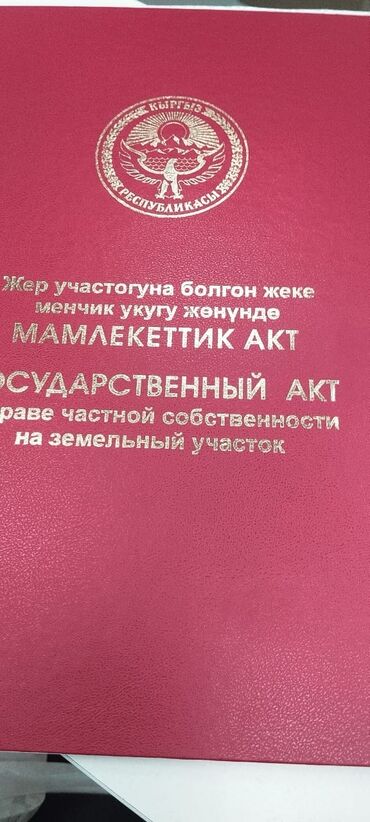 КЫРГЫЗ
РЕСПУБЛИКАСЫ
Жер участогуна болгон жеке
менчик укугу жөнүндө
МАМЛЕКЕТТИК АКТ
ОСУДАРСТВЕННЫЙ АКТ
раве частной собственности
на земельный участок